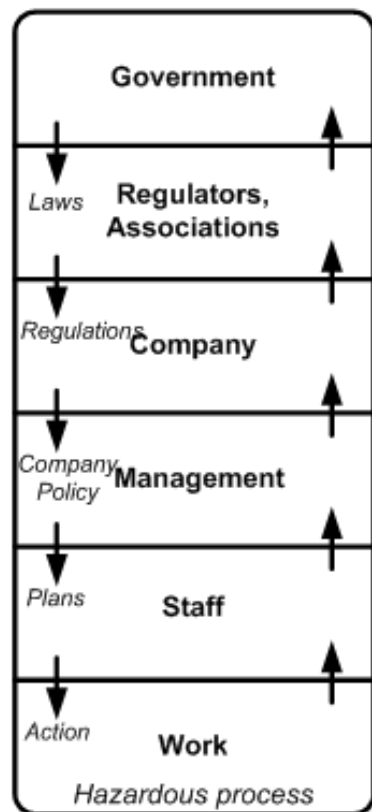 Government
Laws
Regulators,
Associations
Regulations
Company
Company
Policy
Management
Plans
Staff
Action
Work
Hazardous process